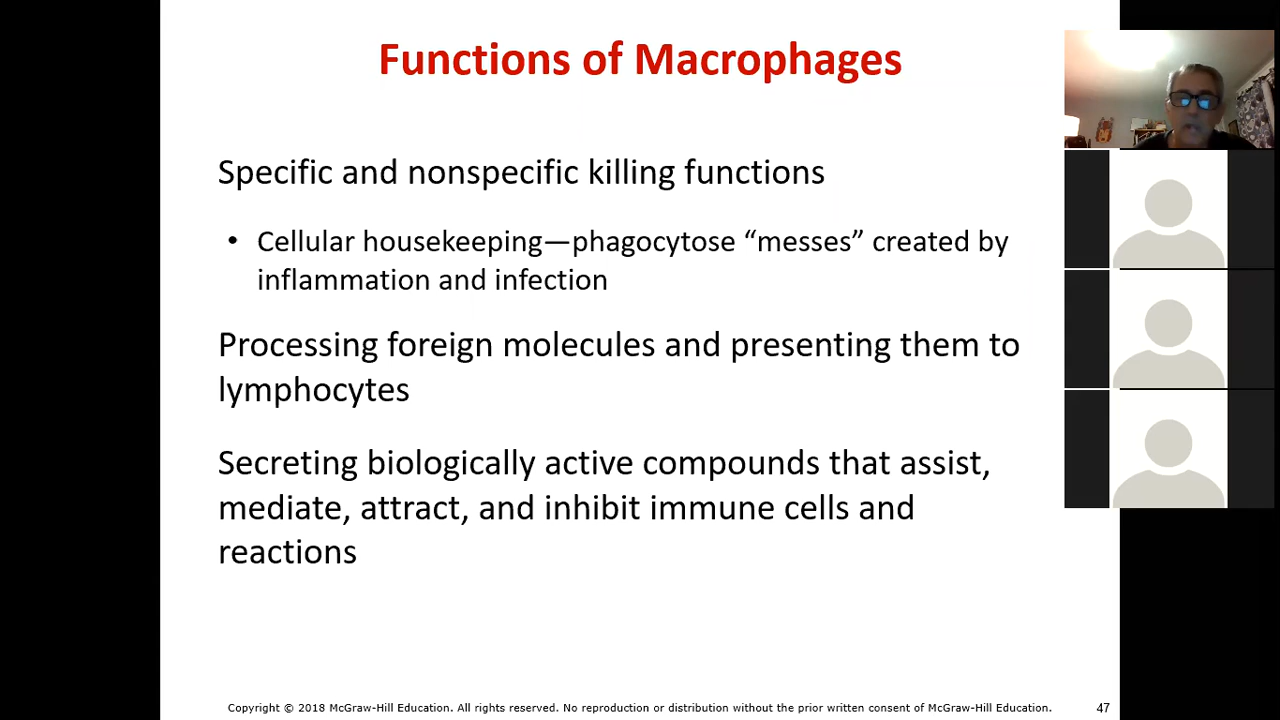 Functions of Macrophages
Specific and nonspecific killing functions
• Cellular housekeeping—phagocytose “messes” created by
inflammation and infection
Processing foreign molecules and presenting them to
lymphocytes
Secreting biologically active compounds that assist,
mediate, attract, and inhibit immune cells and
reactions
Copyright © 2018 McGraw-Hill Education. All rights reserved. No reproduction or distribution without the prior written consent of McGraw-Hill Education.
47